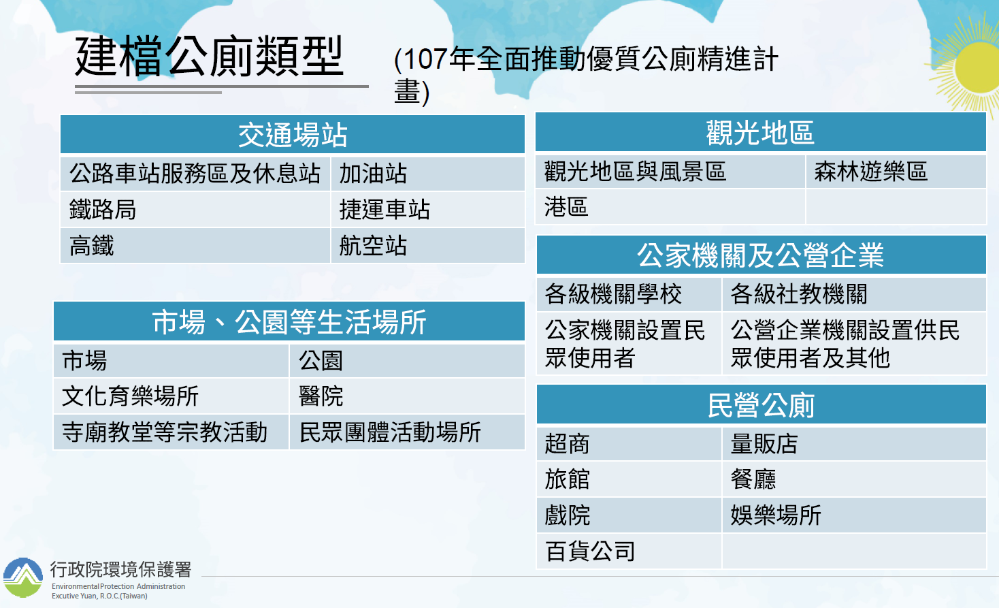 建檔公廁類型
(107年全面推動優質公廁精進計
畫)
交通場站
公路車站服務區及休息站 加油站
鐵路局 捷運車站
高鐵 航空站
市場、公園等生活場所
市場 公園
文化育樂場所 醫院
寺廟教堂等宗教活動 民眾團體活動場所
觀光地區
觀光地區與風景區 森林遊樂區
港區
公家機關及公營企業
各級機關學校 各級社教機關
公家機關設置民 公營企業機關設置供民
眾使用者 眾使用者及其他
民營公廁
超商 量販店
旅館 餐廳
戲院 娛樂場所
百貨公司
行政院環境保護署
Environmental Protection Administration
Excutive Yuan, R.O.C.(Taiwan)